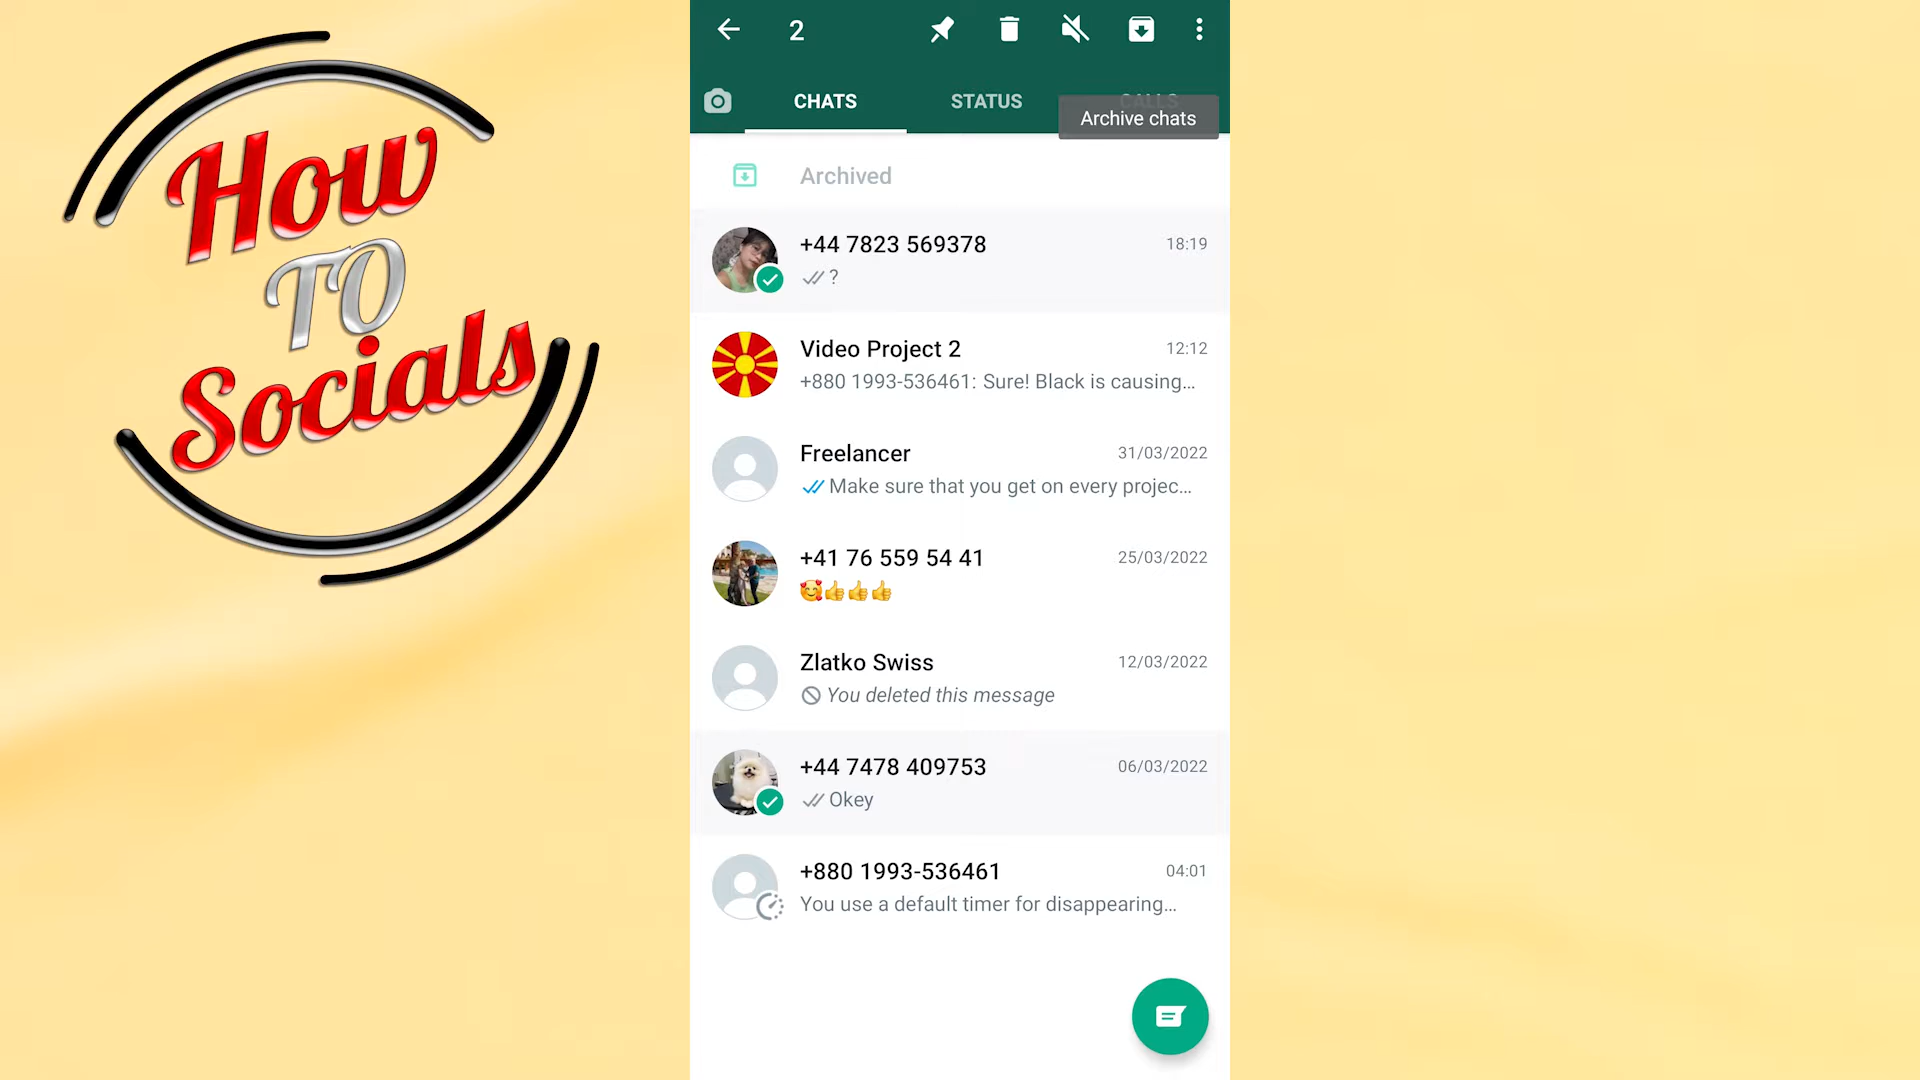 How
TO
Socials
2
CHATS
STATUS
CALLS
Archive chats
Archived
+44 7823 569378
18:19
?
Video Project 2
12:12
+880 1993-536461: Sure! Black is causing...
Freelancer
31/03/2022
Make sure that you get on every projec...
+41 76 559 54 41
25/03/2022
🥰👍👍👍
Zlatko Swiss
12/03/2022
You deleted this message
+44 7478 409753
06/03/2022
Okey
+880 1993-536461
04:01
You use a default timer for disappearing...